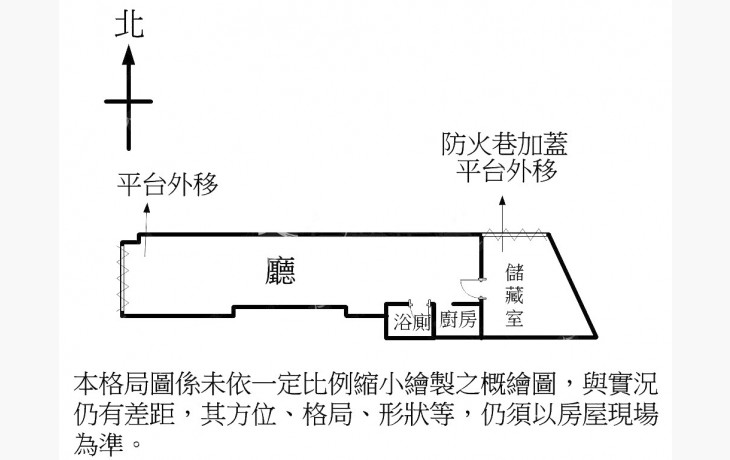 北
防火巷加蓋
平台外移
平台外移
廳
儲藏室
浴廁
廚房
本格局圖係未依一定比例縮小繪製之概繪圖，與實況
仍有差距，其方位、格局、形狀等，仍須以房屋現場
為準。